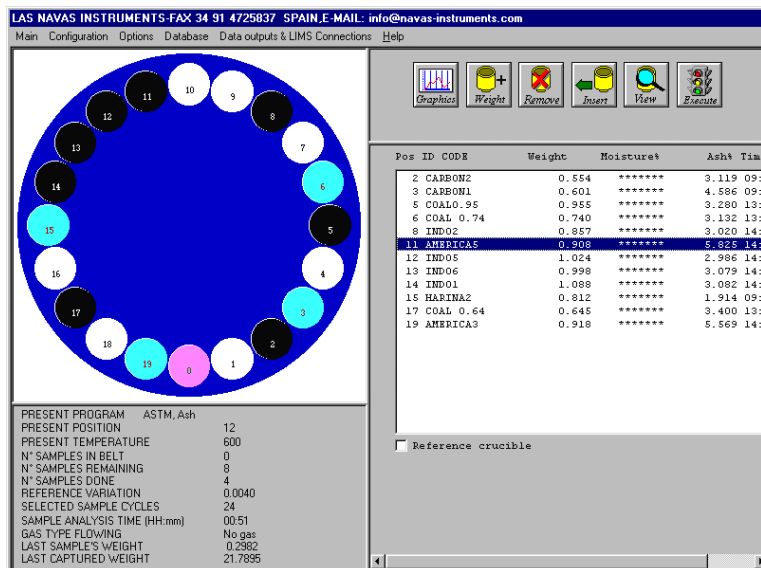 LAS NAVAS INSTRUMENTS-FAX 34 91 4725837 SPAIN,E-MAIL: info@navas-instruments.com
Main Configuration Options Database Data outputs & LIMS Connections Help
Graphics Weight Remove Insert View Execute
10
11 9
12 8
13 7
14 6
15 5
16 4
17 3
18 2
19 0 1
Pos ID CODE Weight Moisture% Ash% Tim
2 CARBON2 0.554 ******* 3.119 09:
3 CARBON1 0.601 ******* 4.586 09:
5 COAL0.95 0.955 ******* 3.280 13:
6 COAL 0.74 0.740 ******* 3.132 13:
8 INDO2 0.857 ******* 3.020 14:
11 AMERICA5 0.908 ******* 5.825 14:
12 INDO5 1.024 ******* 2.986 14:
13 INDO6 0.998 ******* 3.079 14:
14 INDO1 1.088 ******* 3.082 14:
15 HARINA2 0.812 ******* 1.914 09:
17 COAL 0.64 0.645 ******* 3.400 13:
19 AMERICA3 0.918 ******* 5.569 14:
Reference crucible
PRESENT PROGRAM ASTM, Ash
PRESENT POSITION 12
PRESENT TEMPERATURE 600
N° SAMPLES IN BELT 0
N° SAMPLES REMAINING 8
N° SAMPLES DONE 4
REFERENCE VARIATION 0.0040
SELECTED SAMPLE CYCLES 24
SAMPLE ANALYSIS TIME (HH:mm) 00:51
GAS TYPE FLOWING No gas
LAST SAMPLE'S WEIGHT 0.2982
LAST CAPTURED WEIGHT 21.7895